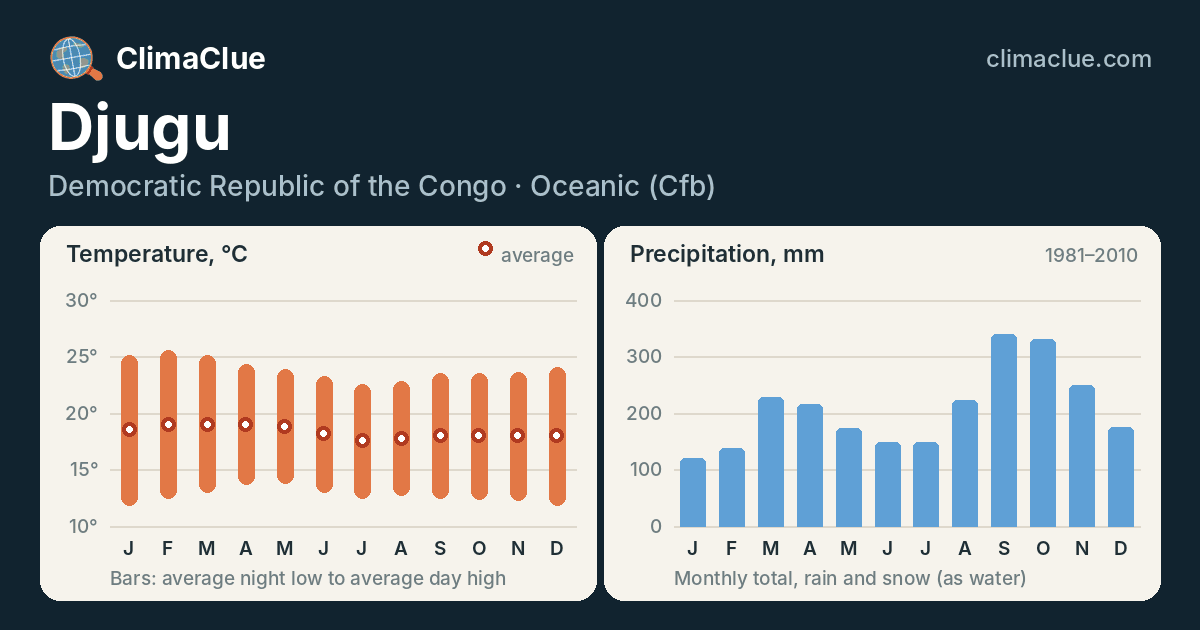 ClimaClue
climaclue.com
Djugu
Democratic Republic of the Congo · Oceanic (Cfb)
Temperature, °C
average
30°
25°
20°
15°
10°
J F M A M J J A S O N D
Bars: average night low to average day high
Precipitation, mm
1981–2010
400
300
200
100
0
J F M A M J J A S O N D
Monthly total, rain and snow (as water)